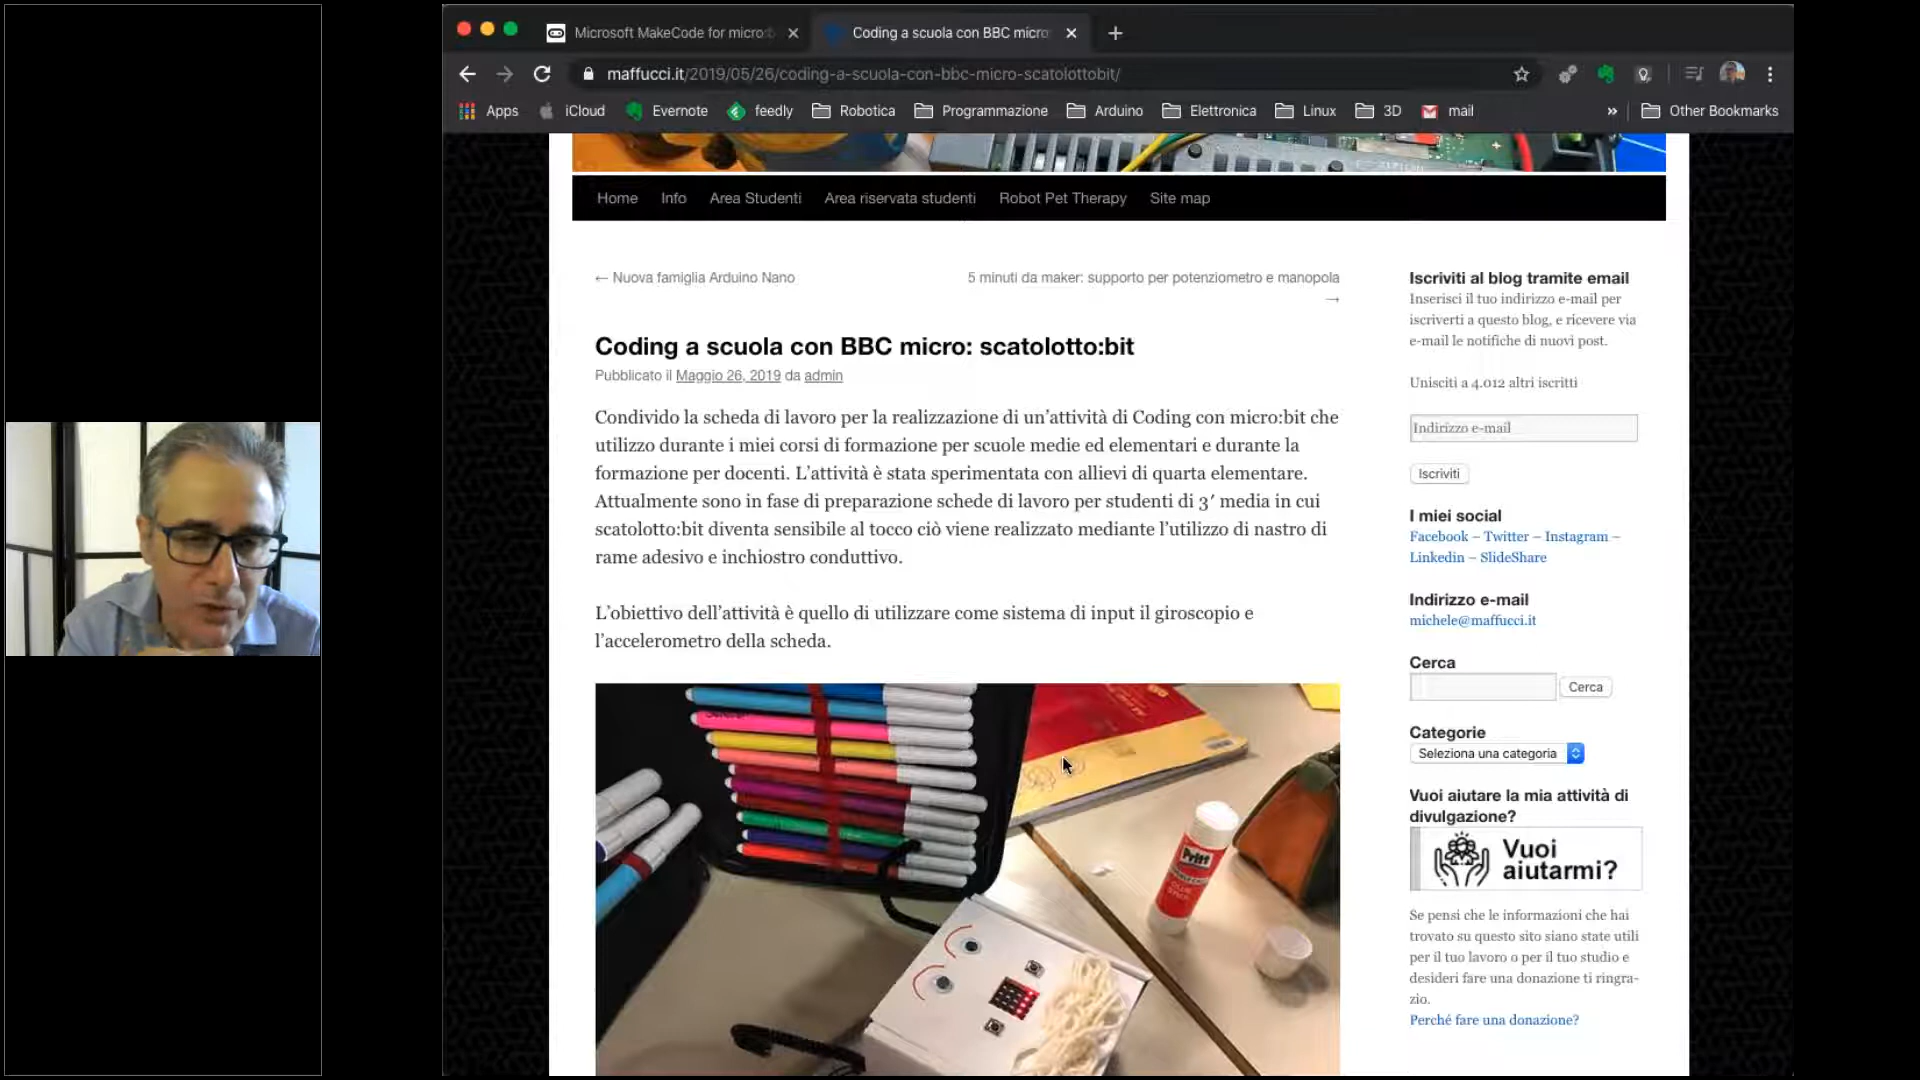 Microsoft MakeCode for micro:b
Coding a scuola con BBC micro:
maffucci.it/2019/05/26/coding-a-scuola-con-bbc-micro-scatolottobit/
Apps iCloud Evernote feedly Robotica Programmazione Arduino Elettronica Linux 3D mail » Other Bookmarks
Home Info Area Studenti Area riservata studenti Robot Pet Therapy Site map
← Nuova famiglia Arduino Nano
5 minuti da maker: supporto per potenziometro e manopola
→
Coding a scuola con BBC micro: scatolotto:bit
Pubblicato il Maggio 26, 2019 da admin
Condivido la scheda di lavoro per la realizzazione di un’attività di Coding con micro:bit che
utilizzo durante i miei corsi di formazione per scuole medie ed elementari e durante la
formazione per docenti. L’attività è stata sperimentata con allievi di quarta elementare.
Attualmente sono in fase di preparazione schede di lavoro per studenti di 3′ media in cui
scatolotto:bit diventa sensibile al tocco ciò viene realizzato mediante l’utilizzo di nastro di
rame adesivo e inchiostro conduttivo.
L’obiettivo dell’attività è quello di utilizzare come sistema di input il giroscopio e
l’accelerometro della scheda.
Pritt
Iscriviti al blog tramite email
Inserisci il tuo indirizzo e-mail per
iscriverti a questo blog, e ricevere via
e-mail le notifiche di nuovi post.
Unisciti a 4.012 altri iscritti
Indirizzo e-mail
Iscriviti
I miei social
Facebook – Twitter – Instagram –
Linkedin – SlideShare
Indirizzo e-mail
michele@maffucci.it
Cerca
Cerca
Categorie
Seleziona una categoria
Vuoi aiutare la mia attività di
divulgazione?
Vuoi
aiutarmi?
Se pensi che le informazioni che hai
trovato su questo sito siano state utili
per il tuo lavoro o per il tuo studio e
desideri fare una donazione ti ringra-
zio.
Perché fare una donazione?